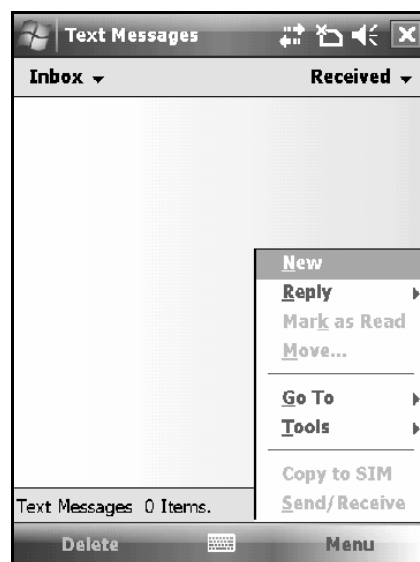 Text Messages
Inbox Received
New
Reply
Mark as Read
Move...
Go To
Tools
Copy to SIM
Send/Receive
Text Messages 0 Items.
Delete Menu